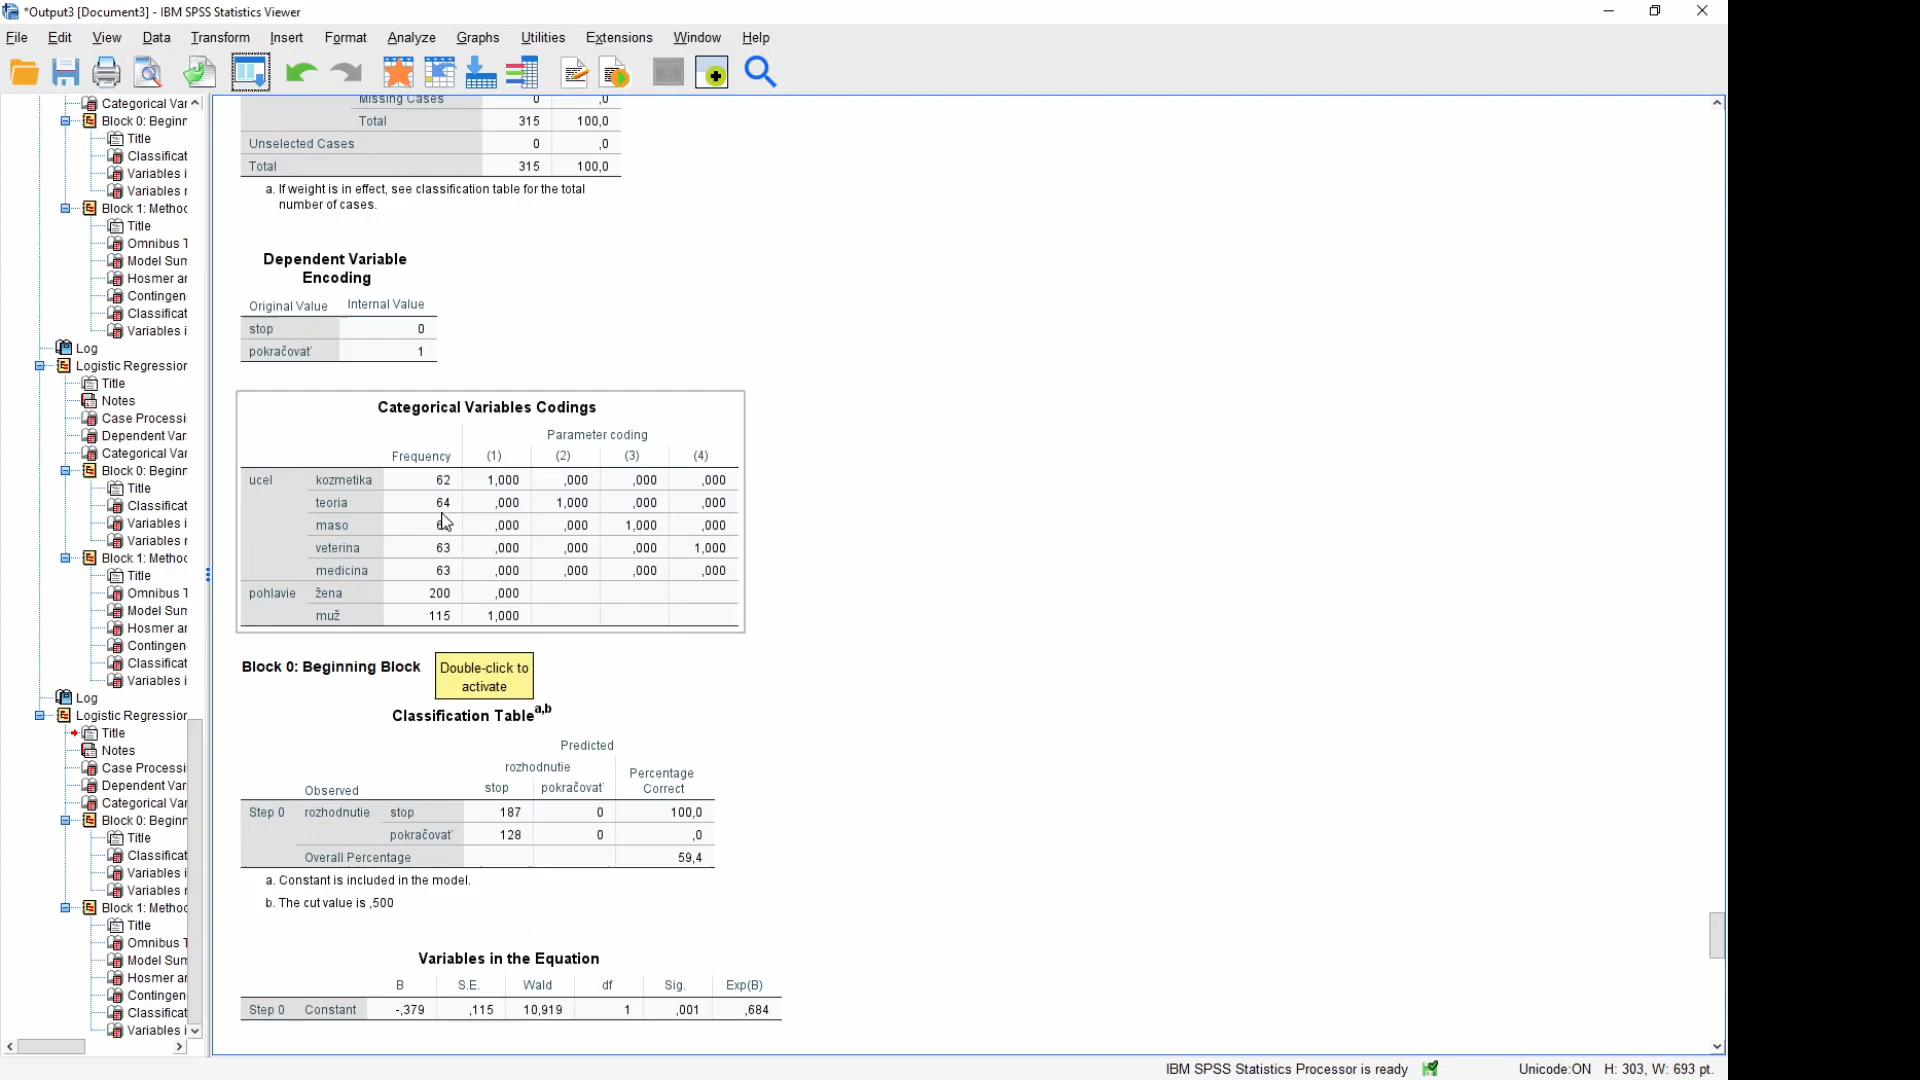 *Output3 [Document3] - IBM SPSS Statistics Viewer
File Edit View Data Transform Insert Format Analyze Graphs Utilities Extensions Window Help
Categorical Var
Block 0: Beginn
Title
Classificat
Variables i
Variables r
Block 1: Methoc
Title
Omnibus T
Model Sum
Hosmer ar
Contingen
Classificat
Variables i
Log
Logistic Regression
Title
Notes
Case Processi
Dependent Var
Categorical Var
Block 0: Beginn
Title
Classificat
Variables i
Variables r
Block 1: Methoc
Title
Omnibus T
Model Sum
Hosmer ar
Contingen
Classificat
Variables i
Log
Logistic Regression
Title
Notes
Case Processi
Dependent Var
Categorical Var
Block 0: Beginn
Title
Classificat
Variables i
Variables r
Block 1: Methoc
Title
Omnibus T
Model Sum
Hosmer ar
Contingen
Classificat
Variables i
Missing Cases 0 ,0
Total 315 100,0
Unselected Cases 0 ,0
Total 315 100,0
a. If weight is in effect, see classification table for the total
number of cases.
Dependent Variable
Encoding
Original Value Internal Value
stop 0
pokračovať 1
Categorical Variables Codings
Parameter coding
Frequency (1) (2) (3) (4)
ucel kozmetika 62 1,000 ,000 ,000 ,000
teoria 64 ,000 1,000 ,000 ,000
maso ,000 ,000 1,000 ,000
veterina 63 ,000 ,000 ,000 1,000
medicina 63 ,000 ,000 ,000 ,000
pohlavie žena 200 ,000
muž 115 1,000
Block 0: Beginning Block
Double-click to
activate
Classification Table a,b
Predicted
rozhodnutie Percentage
Observed stop pokračovať Correct
Step 0 rozhodnutie stop 187 0 100,0
pokračovať 128 0 ,0
Overall Percentage 59,4
a. Constant is included in the model.
b. The cut value is ,500
Variables in the Equation
B S.E. Wald df Sig. Exp(B)
Step 0 Constant -,379 ,115 10,919 1 ,001 ,684
IBM SPSS Statistics Processor is ready Unicode:ON H: 303, W: 693 pt.